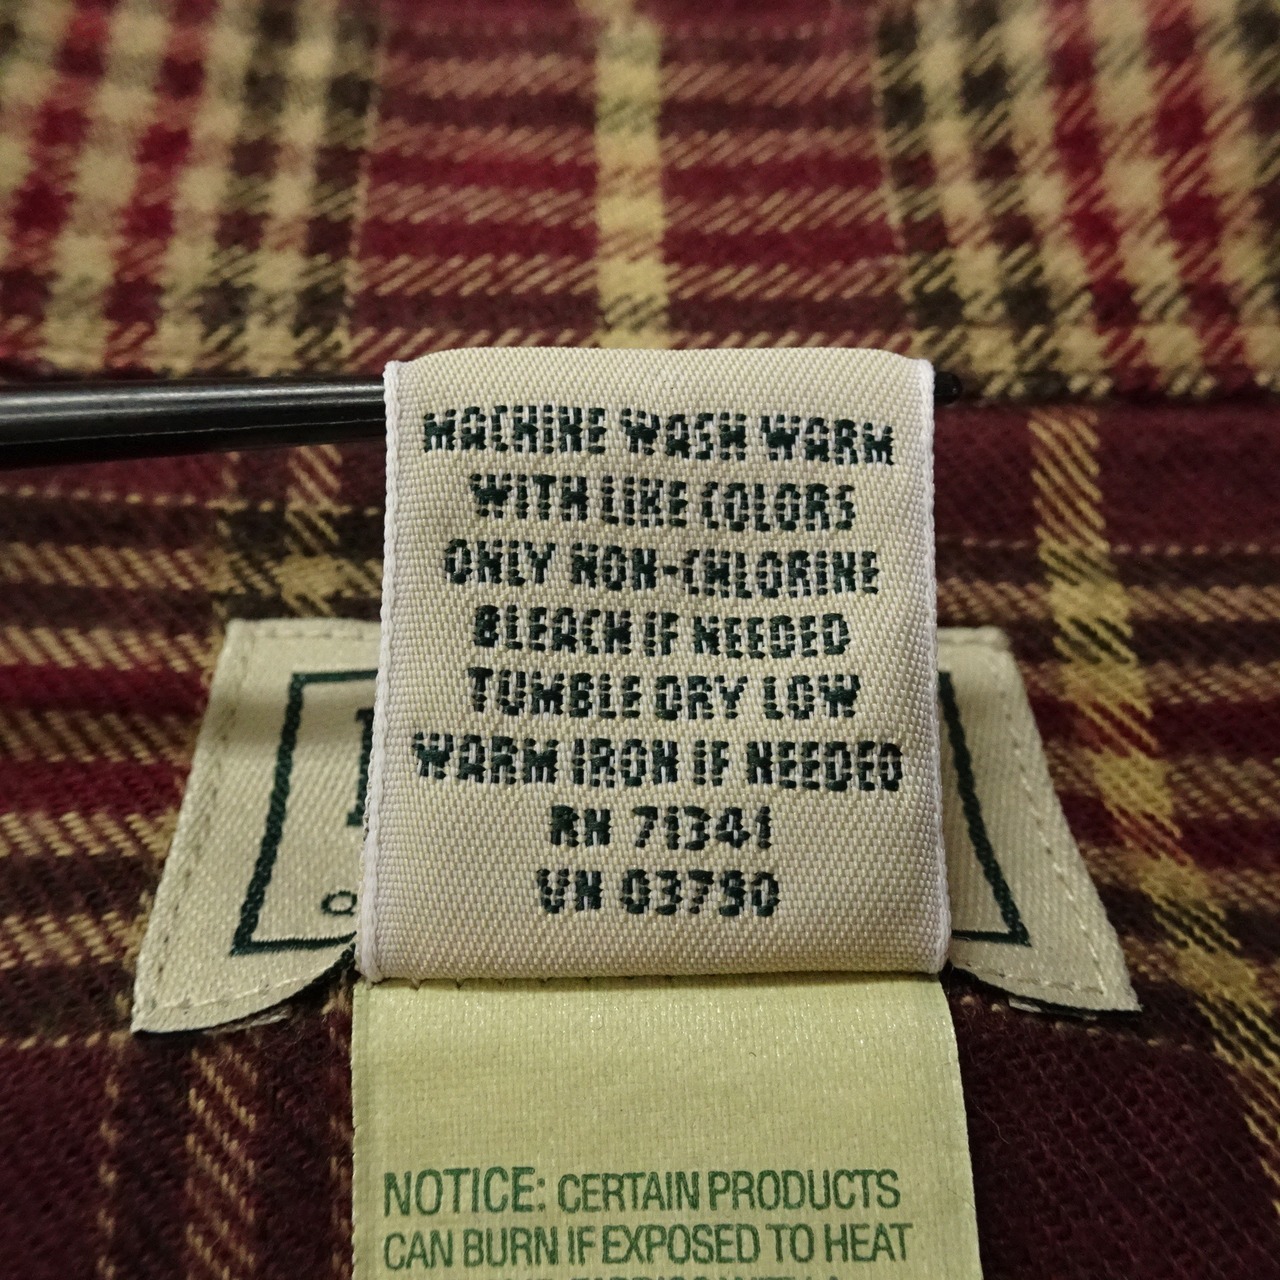 MACHINE WASH WARM
WITH LIKE COLORS
ONLY NON-CHLORINE
BLEACH IF NEEDED
TUMBLE DRY LOW
WARM IRON IF NEEDED
RN 71341
VN 03790
NOTICE: CERTAIN PRODUCTS
CAN BURN IF EXPOSED TO HEAT